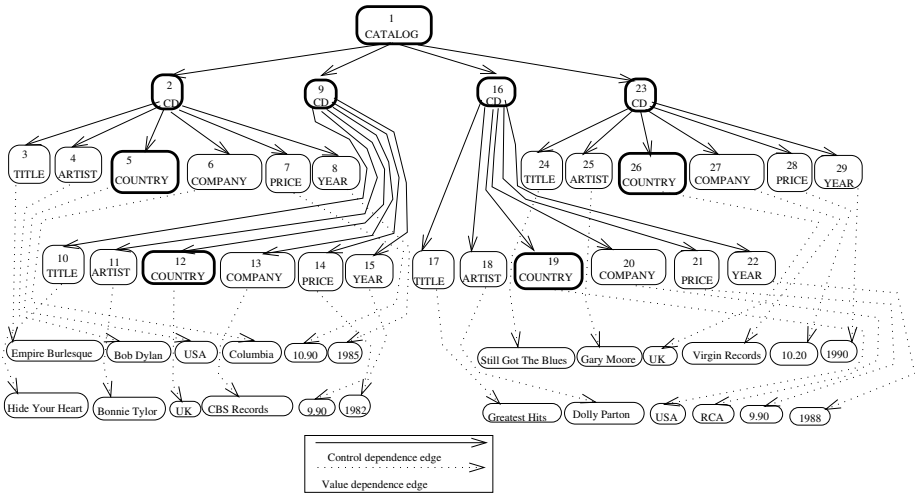 1
CATALOG
2
CD
9
CD
16
CD
23
CD
3
TITLE
4
ARTIST
5
COUNTRY
6
COMPANY
7
PRICE
8
YEAR
24
TITLE
25
ARTIST
26
COUNTRY
27
COMPANY
28
PRICE
29
YEAR
10
TITLE
11
ARTIST
12
COUNTRY
13
COMPANY
14
PRICE
15
YEAR
17
TITLE
18
ARTIST
19
COUNTRY
20
COMPANY
21
PRICE
22
YEAR
Empire Burlesque
Bob Dylan
USA
Columbia
10.90
1985
Still Got The Blues
Gary Moore
UK
Virgin Records
10.20
1990
Hide Your Heart
Bonnie Tylor
UK
CBS Records
9.90
1982
Greatest Hits
Dolly Parton
USA
RCA
9.90
1988
Control dependence edge
Value dependence edge